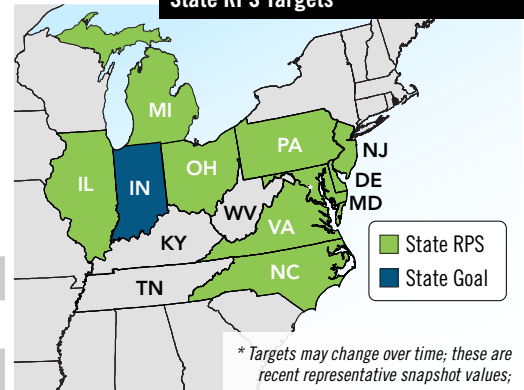 State RPS Targets
MI
PA
NJ
OH
IL
IN
DE
MD
WV
VA
KY
State RPS
NC
State Goal
TN
* Targets may change over time; these are
recent representative snapshot values;